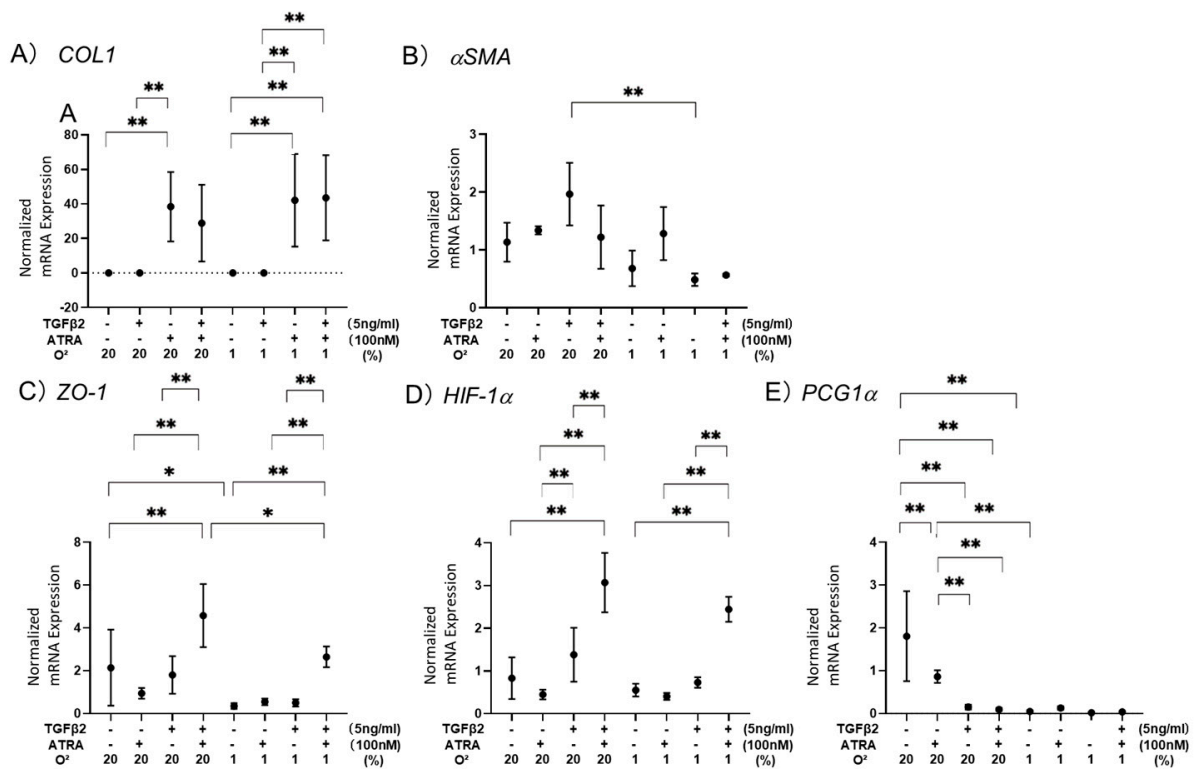 A) COL1
**
**
**
**
**
**
A
Normalized
mRNA Expression
80
60
40
20
0
-20
TGFβ2 - + - + - + - + (5ng/ml)
ATRA - - + + - - + + (100nM)
O² 20 20 20 20 1 1 1 1 (%)
B) αSMA
**
Normalized
mRNA Expression
3
2
1
0
TGFβ2 - - + + - - - + (5ng/ml)
ATRA - + - + - + - + (100nM)
O² 20 20 20 20 1 1 1 1 (%)
C) ZO-1
** **
** **
* **
** *
Normalized
mRNA Expression
8
6
4
2
0
TGFβ2 - - + + - - + + (5ng/ml)
ATRA - + - + - + - + (100nM)
O² 20 20 20 20 1 1 1 1 (%)
D) HIF-1α
**
** **
** **
** **
Normalized
mRNA Expression
4
3
2
1
0
TGFβ2 - - + + - - + + (5ng/ml)
ATRA - + - + - + - + (100nM)
O² 20 20 20 20 1 1 1 1 (%)
E) PCG1α
**
**
**
** **
**
**
Normalized
mRNA Expression
4
3
2
1
0
TGFβ2 - - + + - - - + (5ng/ml)
ATRA - + - + - + - + (100nM)
O² 20 20 20 20 1 1 1 1 (%)